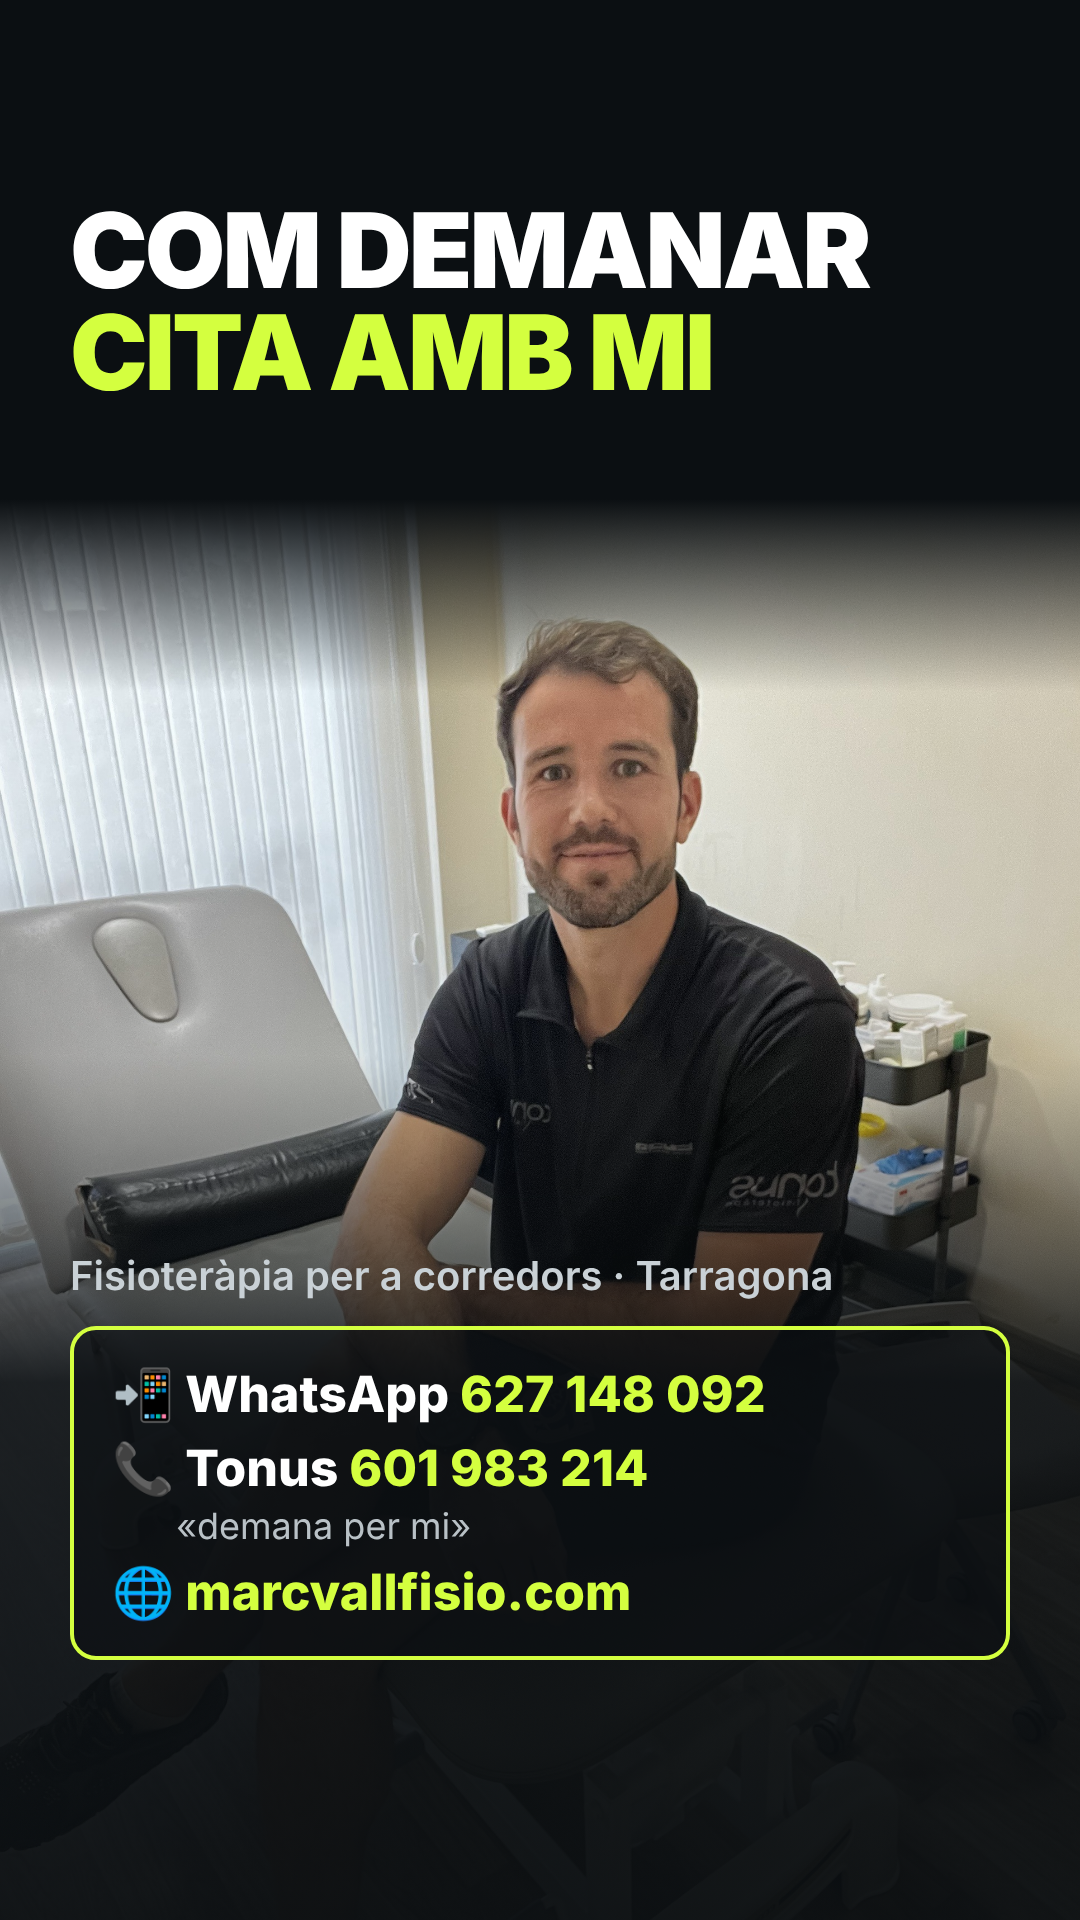 COM DEMANAR
CITA AMB MI
tonus
Fisioteràpia per a corredors · Tarragona
📲 WhatsApp 627 148 092
📞 Tonus 601 983 214
«demana per mi»
🌐 marcvallfisio.com